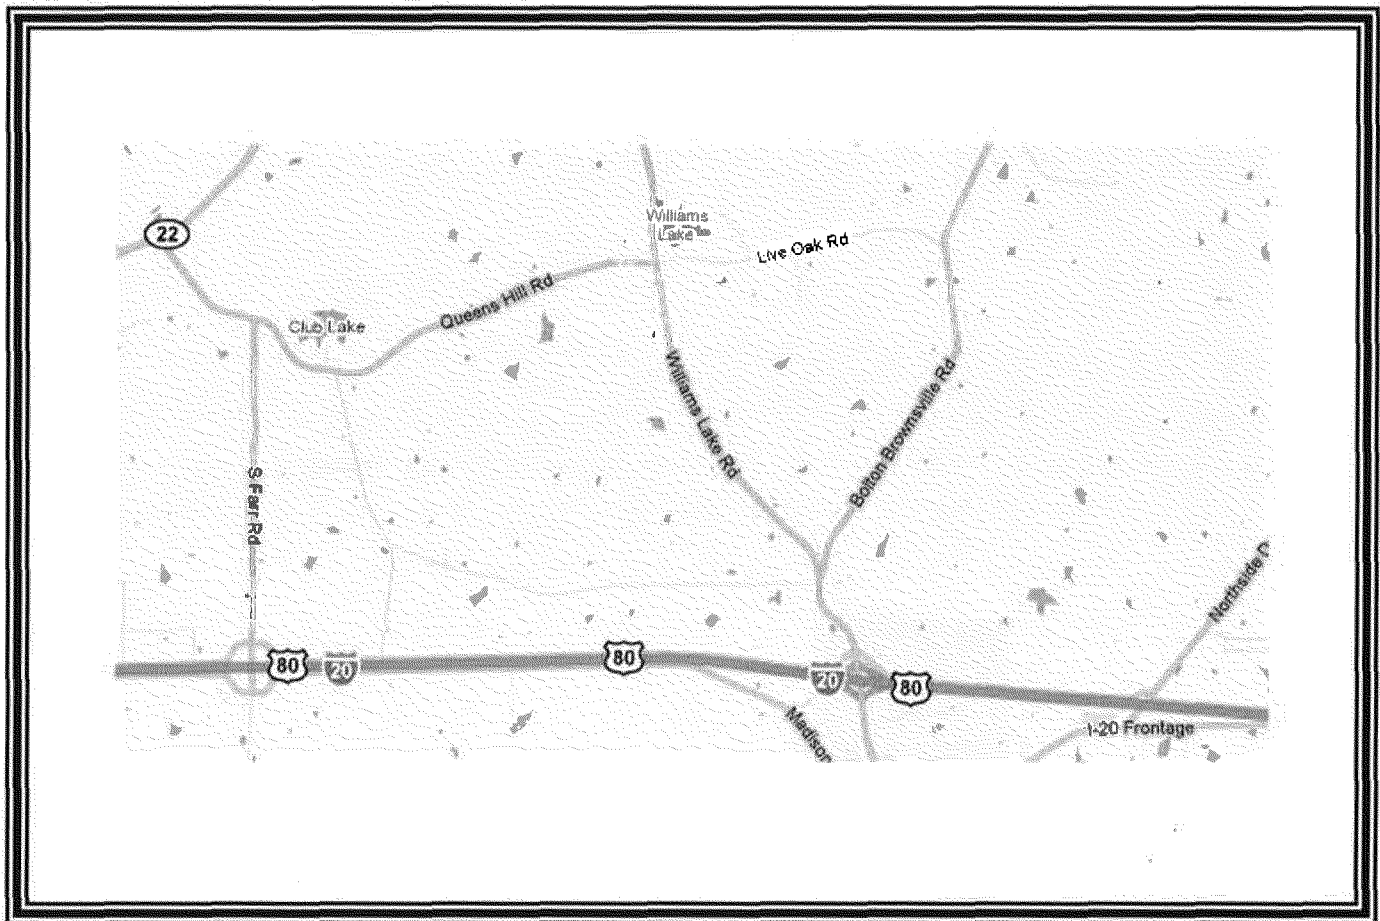 Williams
Lake
22
Live Oak Rd
Queens Hill Rd
Club Lake
Williams Lake Rd
Bolton Brownsville Rd
S Farr Rd
Northside
80
20
80
20
80
Madison
I-20 Frontage